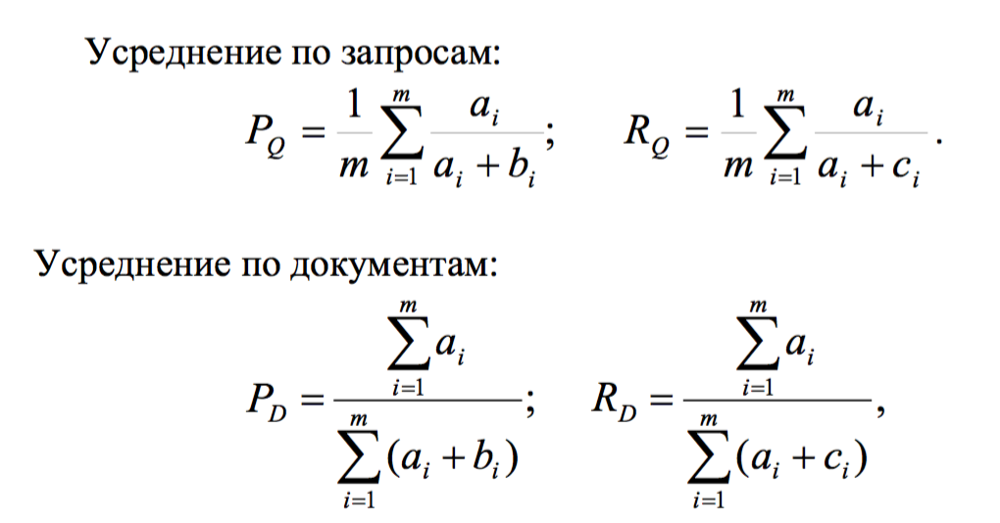 Усреднение по запросам:
P_Q = \frac{1}{m} \sum_{i=1}^{m} \frac{a_i}{a_i + b_i}; R_Q = \frac{1}{m} \sum_{i=1}^{m} \frac{a_i}{a_i + c_i}.
Усреднение по документам:
P_D = \frac{\sum_{i=1}^{m} a_i}{\sum_{i=1}^{m} (a_i + b_i)}; R_D = \frac{\sum_{i=1}^{m} a_i}{\sum_{i=1}^{m} (a_i + c_i)},